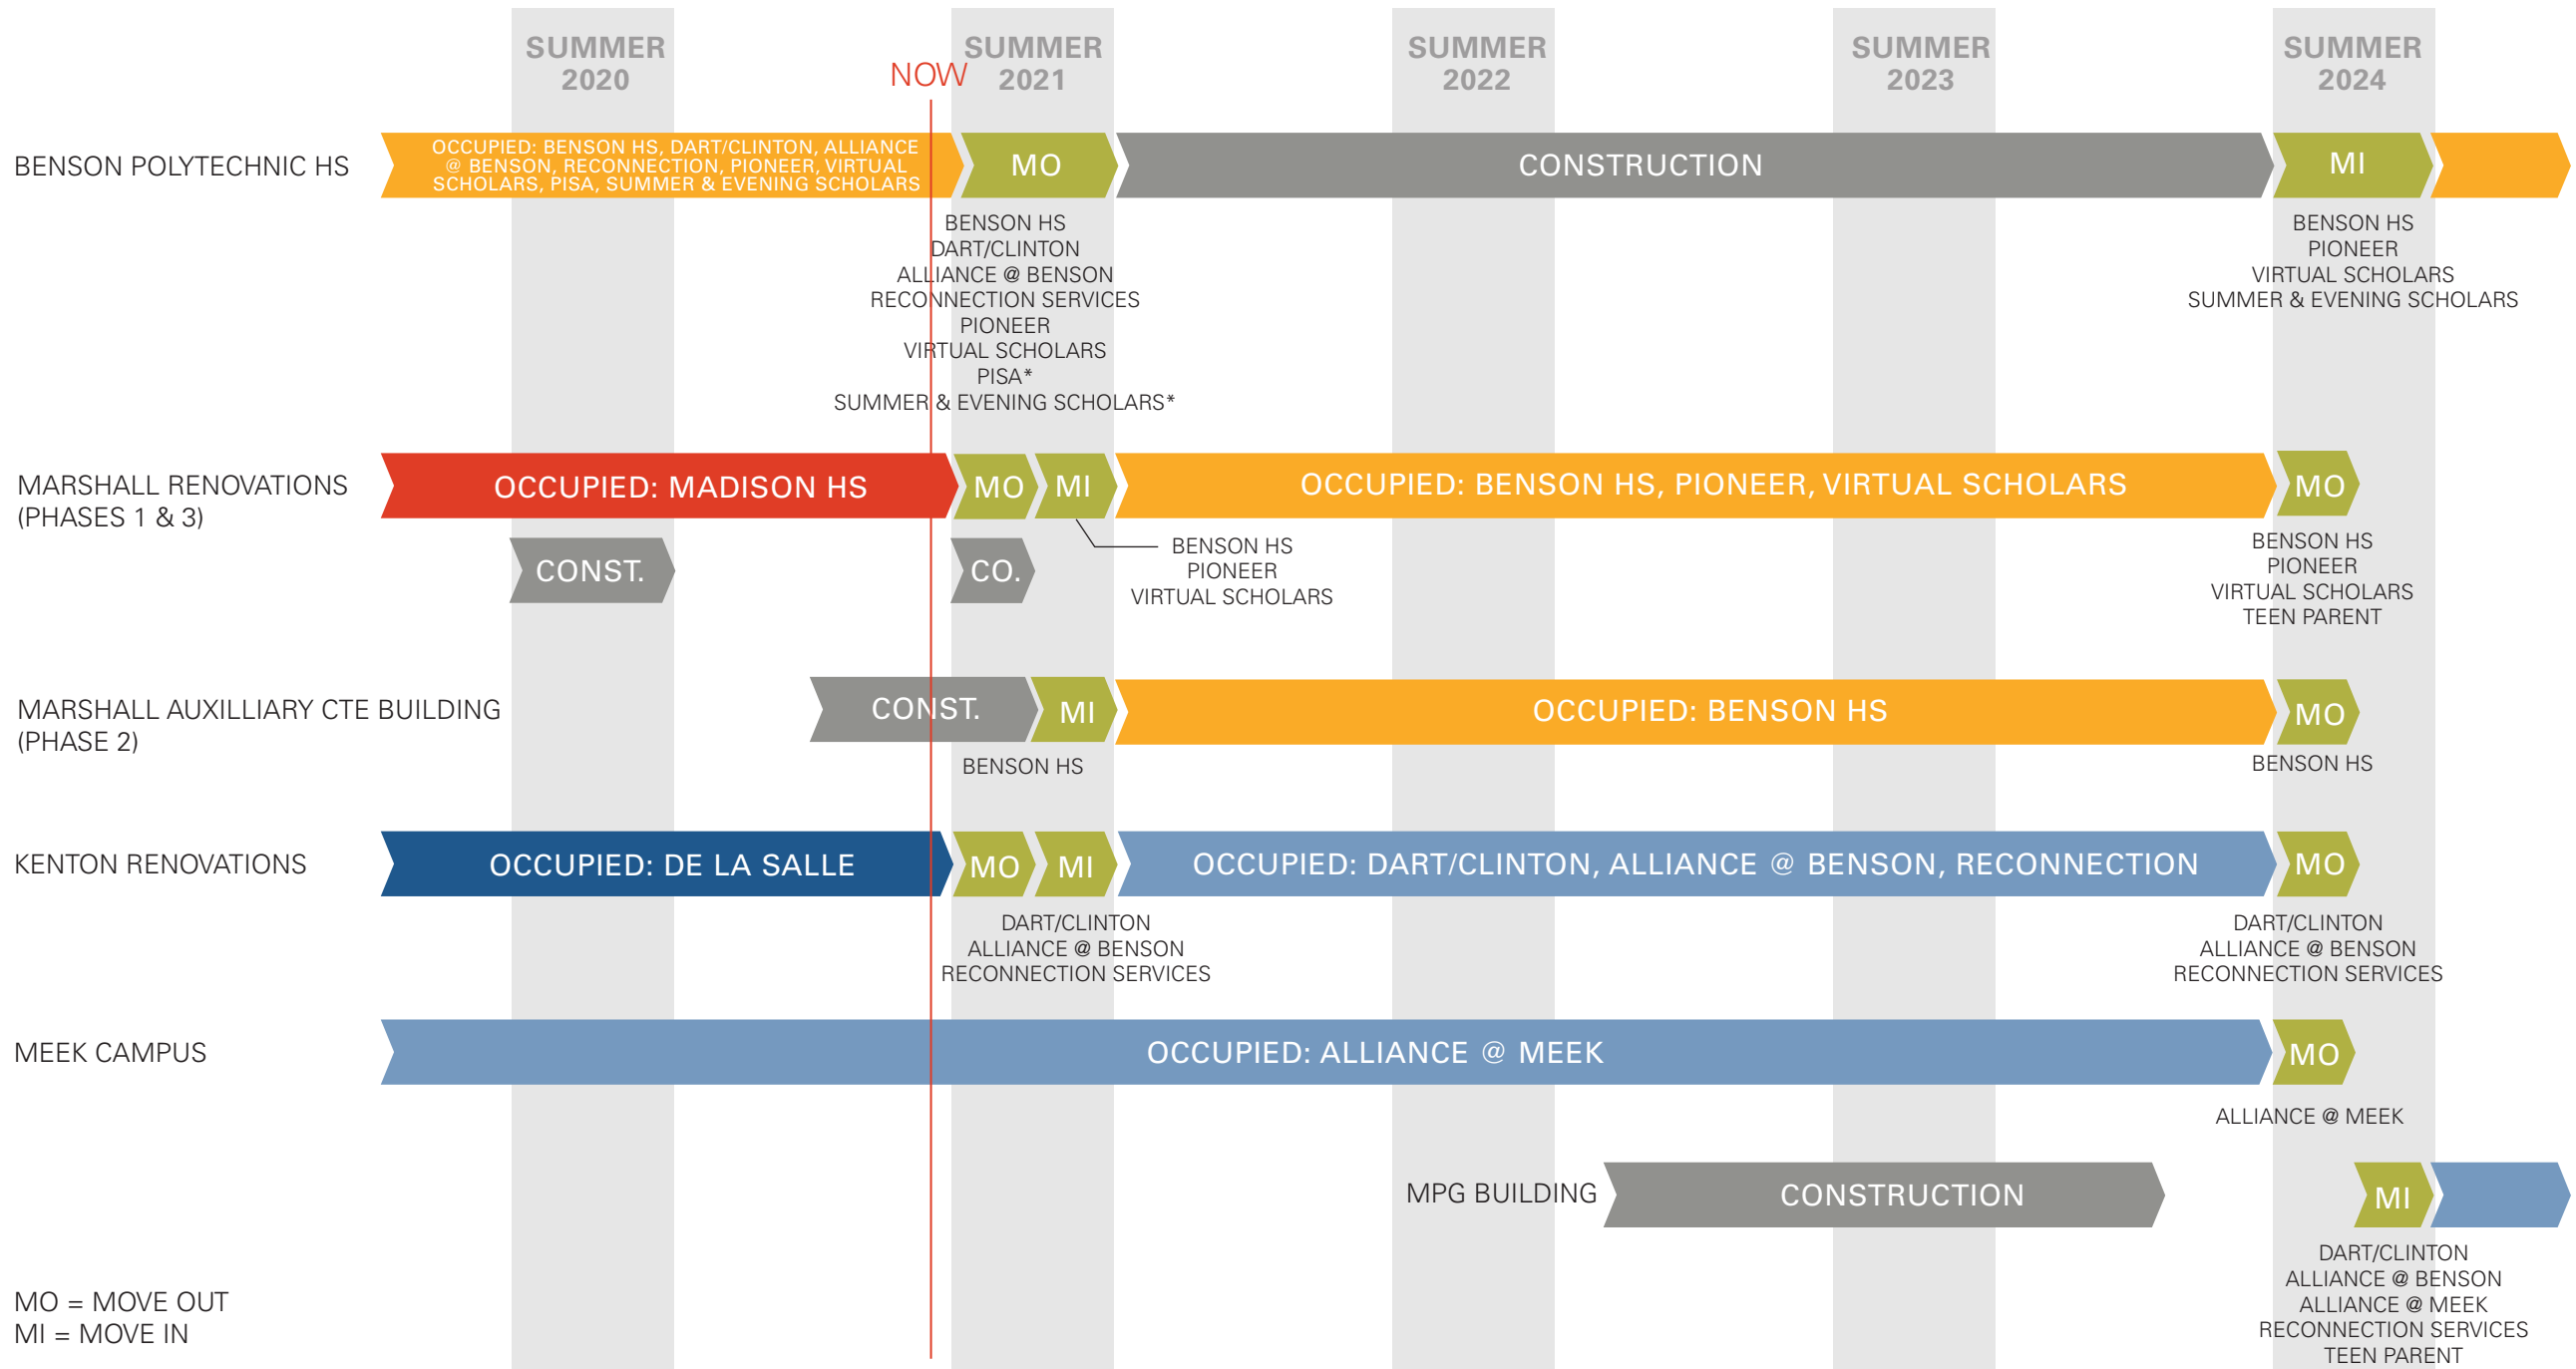 SUMMER
2020
NOW
SUMMER
2021
SUMMER
2022
SUMMER
2023
SUMMER
2024
BENSON POLYTECHNIC HS
OCCUPIED: BENSON HS, DART/CLINTON, ALLIANCE
@ BENSON, RECONNECTION, PIONEER, VIRTUAL
SCHOLARS, PISA, SUMMER & EVENING SCHOLARS
MO
CONSTRUCTION
MI
BENSON HS
DART/CLINTON
ALLIANCE @ BENSON
RECONNECTION SERVICES
PIONEER
VIRTUAL SCHOLARS
PISA*
SUMMER & EVENING SCHOLARS*
BENSON HS
PIONEER
VIRTUAL SCHOLARS
SUMMER & EVENING SCHOLARS
MARSHALL RENOVATIONS
(PHASES 1 & 3)
OCCUPIED: MADISON HS
MO
MI
OCCUPIED: BENSON HS, PIONEER, VIRTUAL SCHOLARS
MO
CONST.
CO.
BENSON HS
PIONEER
VIRTUAL SCHOLARS
BENSON HS
PIONEER
VIRTUAL SCHOLARS
TEEN PARENT
MARSHALL AUXILLIARY CTE BUILDING
(PHASE 2)
CONST.
MI
OCCUPIED: BENSON HS
MO
BENSON HS
BENSON HS
KENTON RENOVATIONS
OCCUPIED: DE LA SALLE
MO
MI
OCCUPIED: DART/CLINTON, ALLIANCE @ BENSON, RECONNECTION
MO
DART/CLINTON
ALLIANCE @ BENSON
RECONNECTION SERVICES
DART/CLINTON
ALLIANCE @ BENSON
RECONNECTION SERVICES
MEEK CAMPUS
OCCUPIED: ALLIANCE @ MEEK
MO
ALLIANCE @ MEEK
MPG BUILDING
CONSTRUCTION
MI
DART/CLINTON
ALLIANCE @ BENSON
ALLIANCE @ MEEK
RECONNECTION SERVICES
TEEN PARENT
MO = MOVE OUT
MI = MOVE IN